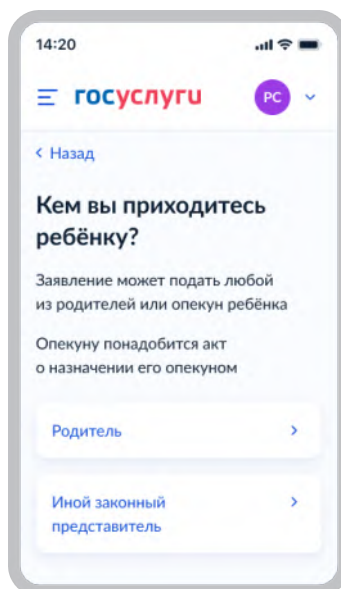 14:20
госуслуги
РС
Назад
Кем вы приходитесь
ребёнку?
Заявление может подать любой
из родителей или опекун ребёнка
Опекуну понадобится акт
о назначении его опекуном
Родитель
Иной законный
представитель